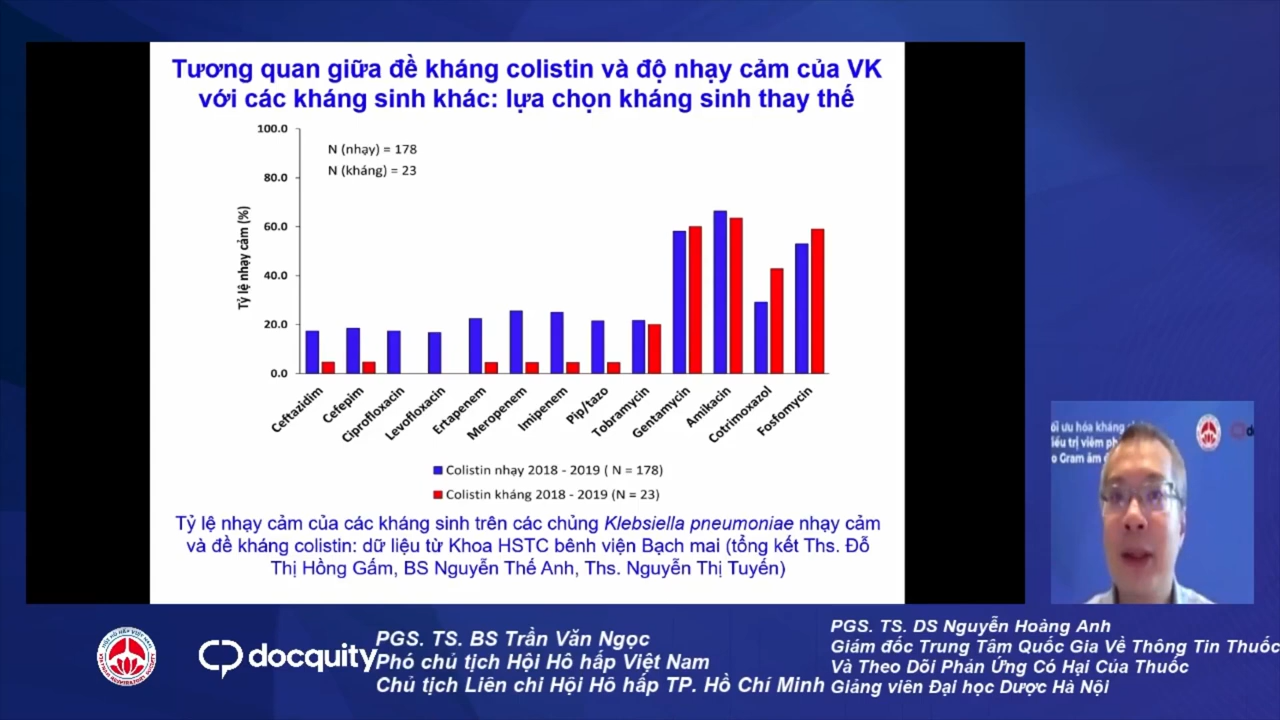 Tương quan giữa đề kháng colistin và độ nhạy cảm của VK
với các kháng sinh khác: lựa chọn kháng sinh thay thế
100.0
80.0
60.0
40.0
20.0
0.0
Tỷ lệ nhạy cảm (%)
N (nhạy) = 178
N (kháng) = 23
Ceftazidim
Cefepim
Ciprofloxacin
Levofloxacin
Ertapenem
Meropenem
Imipenem
Pip/tazo
Tobramycin
Gentamycin
Amikacin
Cotrimoxazol
Fosfomycin
Colistin nhạy 2018 - 2019 ( N = 178)
Colistin kháng 2018 - 2019 (N = 23)
Tỷ lệ nhạy cảm của các kháng sinh trên các chủng Klebsiella pneumoniae nhạy cảm
và đề kháng colistin: dữ liệu từ Khoa HSTC bênh viện Bạch mai (tổng kết Ths. Đỗ
Thị Hồng Gấm, BS Nguyễn Thế Anh, Ths. Nguyễn Thị Tuyến)
ưu hóa kháng
trị viêm
Gram âm
docquity
PGS. TS. BS Trần Văn Ngọc
Phó chủ tịch Hội Hô hấp Việt Nam
Chủ tịch Liên chi Hội Hô hấp TP. Hồ Chí Minh
PGS. TS. DS Nguyễn Hoàng Anh
Giám đốc Trung Tâm Quốc Gia Về Thông Tin Thuốc
Và Theo Dõi Phản Ứng Có Hại Của Thuốc
Giảng viên Đại học Dược Hà Nội